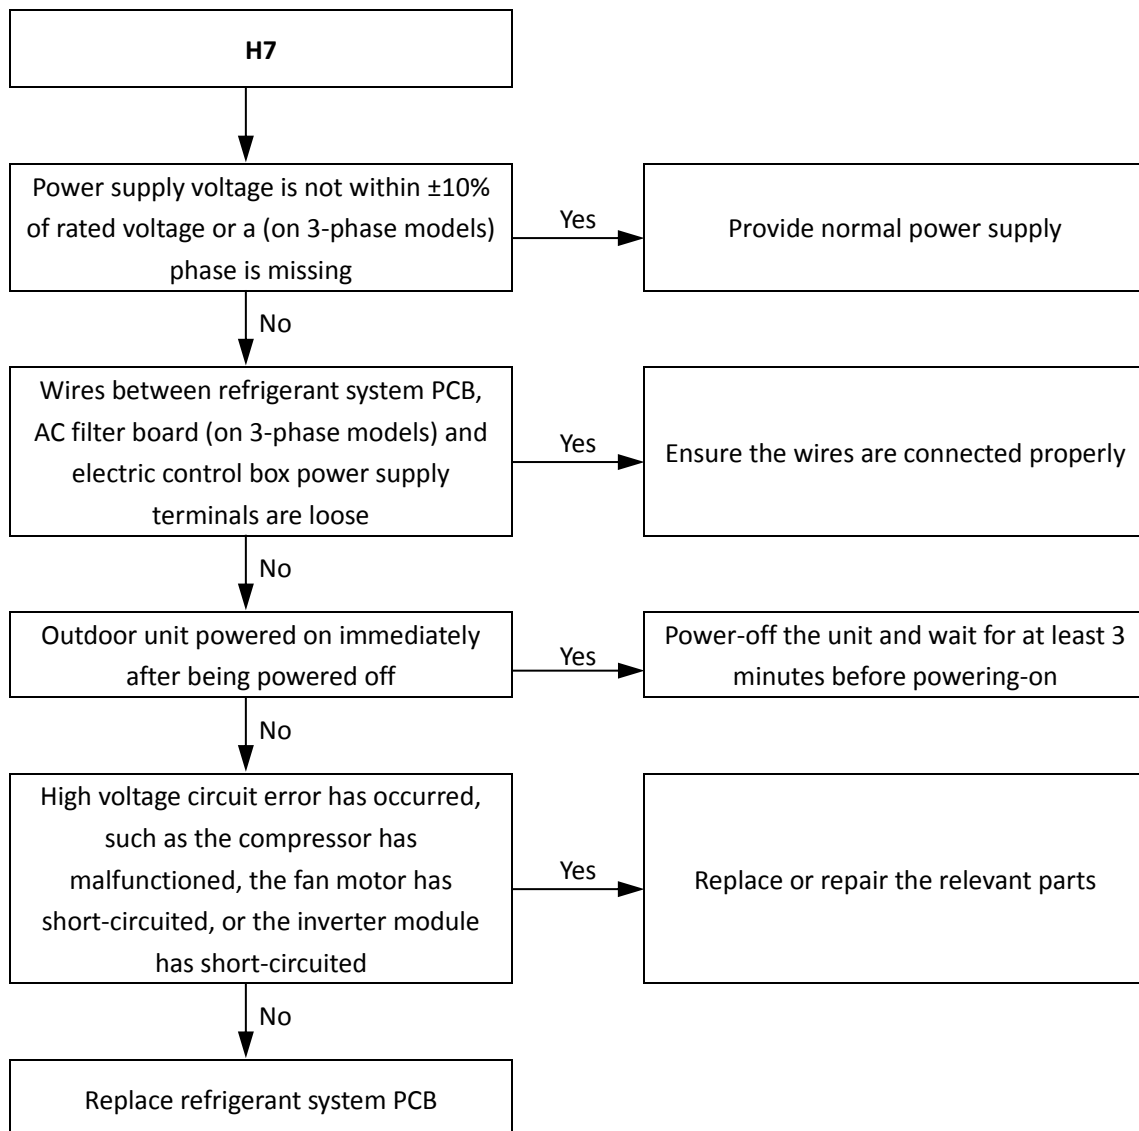 H7
Power supply voltage is not within ±10%
of rated voltage or a (on 3-phase models)
phase is missing
Yes
Provide normal power supply
No
Wires between refrigerant system PCB,
AC filter board (on 3-phase models) and
electric control box power supply
terminals are loose
Yes
Ensure the wires are connected properly
No
Outdoor unit powered on immediately
after being powered off
Yes
Power-off the unit and wait for at least 3
minutes before powering-on
No
High voltage circuit error has occurred,
such as the compressor has
malfunctioned, the fan motor has
short-circuited, or the inverter module
has short-circuited
Yes
Replace or repair the relevant parts
No
Replace refrigerant system PCB